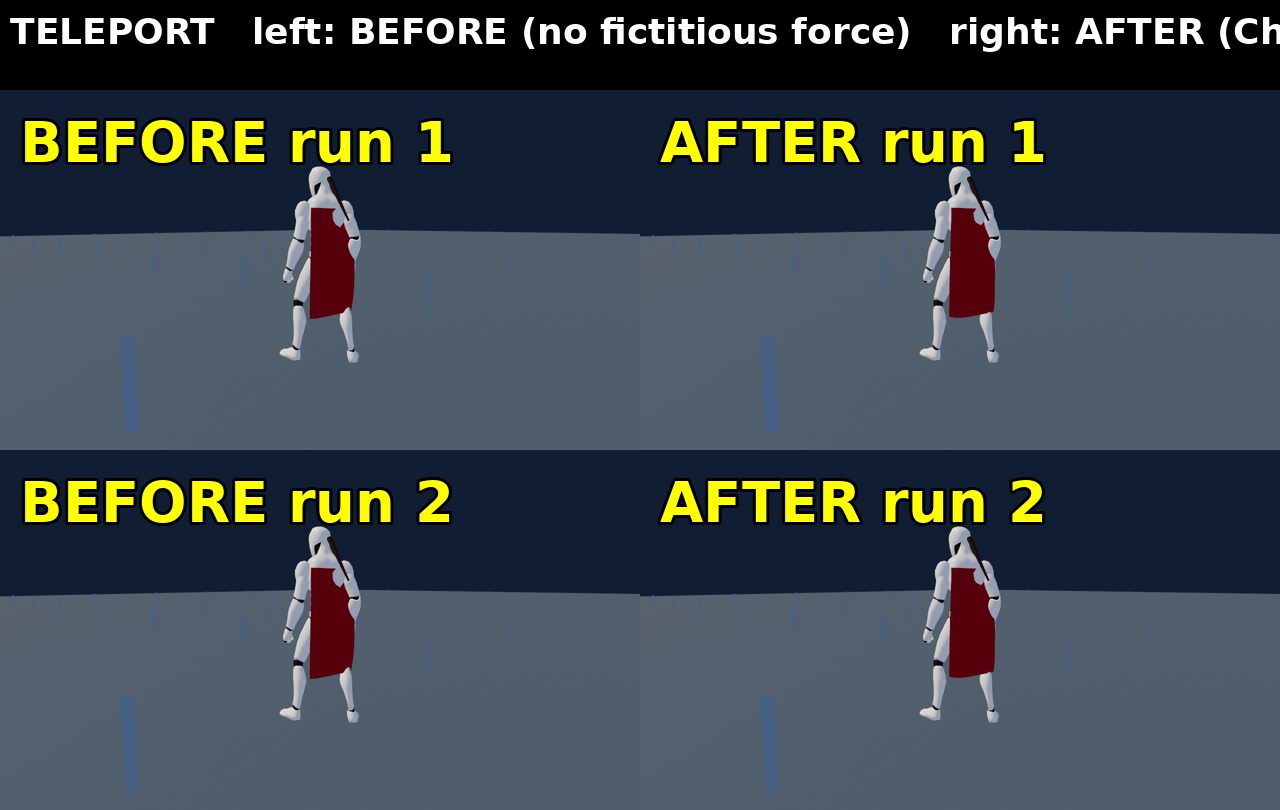 TELEPORT left: BEFORE (no fictitious force) right: AFTER (Ch
BEFORE run 1
AFTER run 1
BEFORE run 2
AFTER run 2